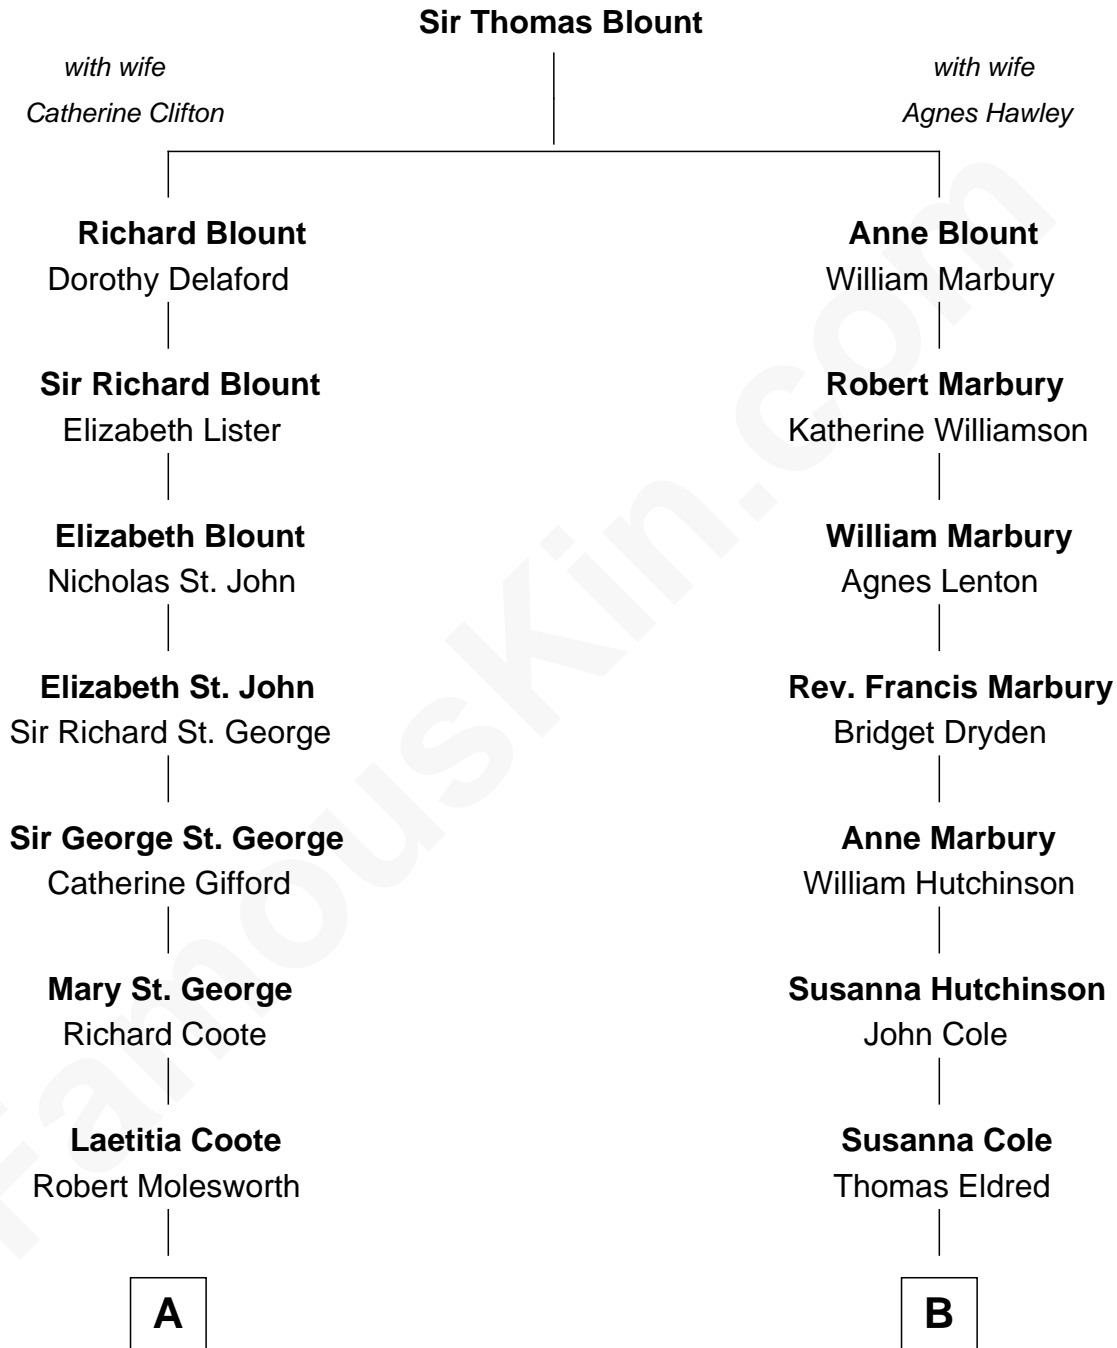 Sir Thomas Blount
with wife
Catherine Clifton
with wife
Agnes Hawley
Richard Blount
Dorothy Delaford
Anne Blount
William Marbury
Sir Richard Blount
Elizabeth Lister
Robert Marbury
Katherine Williamson
Elizabeth Blount
Nicholas St. John
William Marbury
Agnes Lenton
Elizabeth St. John
Sir Richard St. George
Rev. Francis Marbury
Bridget Dryden
Sir George St. George
Catherine Gifford
Anne Marbury
William Hutchinson
Mary St. George
Richard Coote
Susanna Hutchinson
John Cole
Laetitia Coote
Robert Molesworth
Susanna Cole
Thomas Eldred
A
B
FamousKin.com